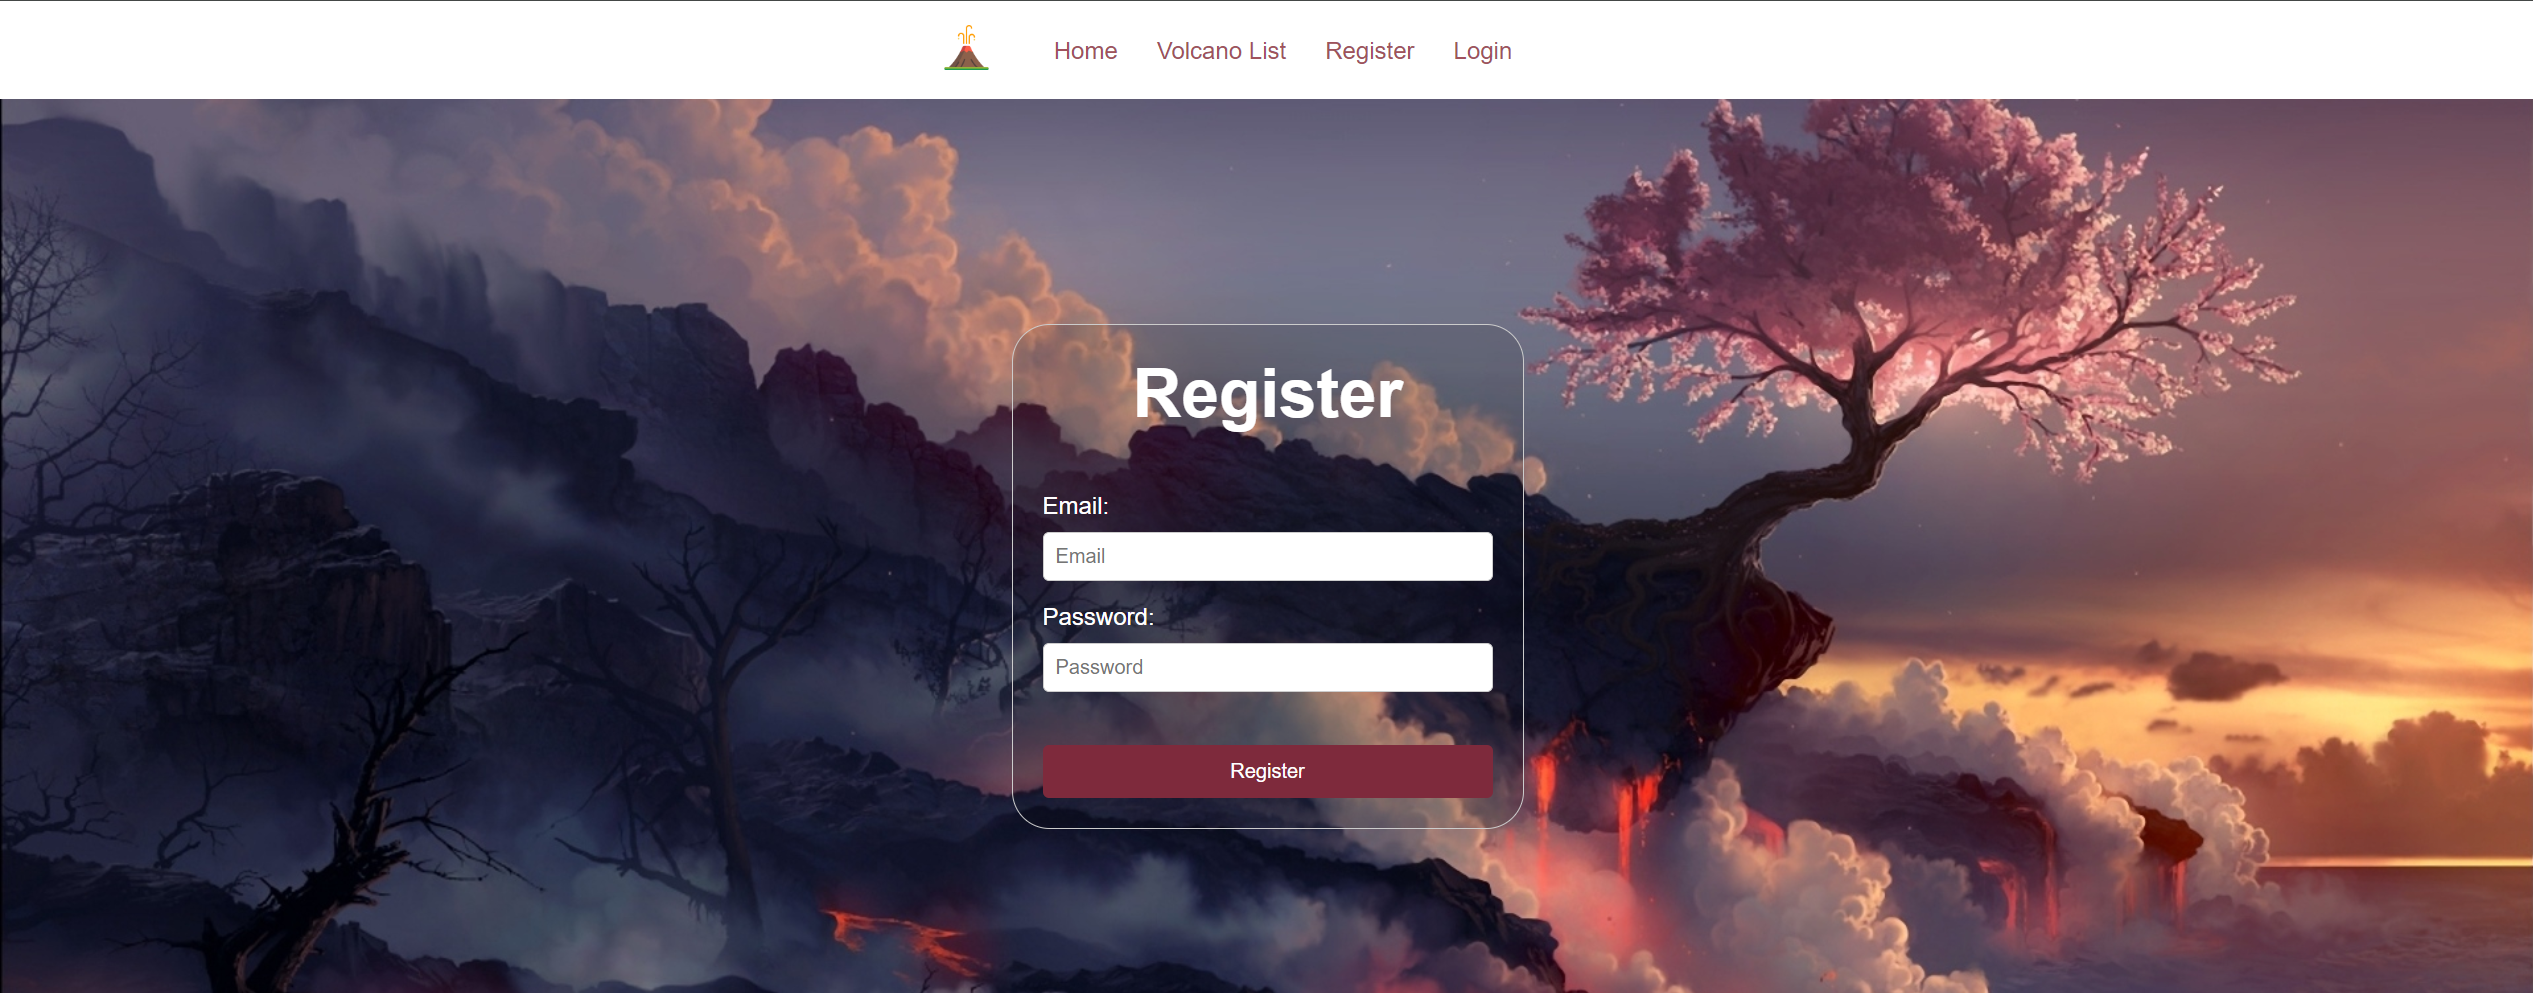 Home Volcano List Register Login
Register
Email:
Email
Password:
Password
Register